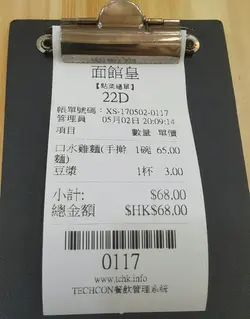 面館皇
【點菜總單】
22D
帳單號碼：XS-170502-0117
管理員 05月02日 20:09:14
項目 數量 單價
口水雞麵(手擀 1碗 65.00
麵)
豆漿 1杯 3.00
小計: $68.00
總金額 $HK$68.00
0117
www.tchk.info
TECHCON餐飲管理系統